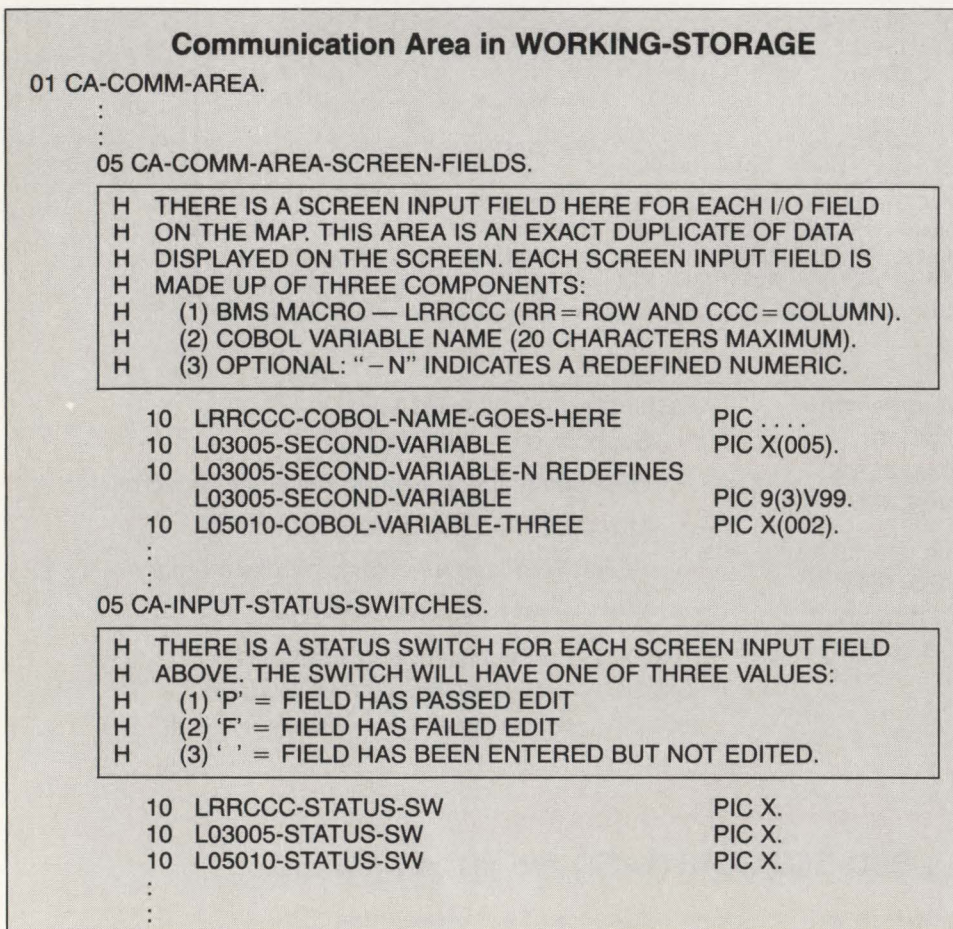 Communication Area in WORKING-STORAGE
01 CA-COMM-AREA.
:
:
05 CA-COMM-AREA-SCREEN-FIELDS.
H THERE IS A SCREEN INPUT FIELD HERE FOR EACH I/O FIELD
H ON THE MAP. THIS AREA IS AN EXACT DUPLICATE OF DATA
H DISPLAYED ON THE SCREEN. EACH SCREEN INPUT FIELD IS
H MADE UP OF THREE COMPONENTS:
H (1) BMS MACRO — LRRCCC (RR=ROW AND CCC=COLUMN).
H (2) COBOL VARIABLE NAME (20 CHARACTERS MAXIMUM).
H (3) OPTIONAL: “–N” INDICATES A REDEFINED NUMERIC.
10 LRRCCC-COBOL-NAME-GOES-HERE PIC . . . .
10 L03005-SECOND-VARIABLE PIC X(005).
10 L03005-SECOND-VARIABLE-N REDEFINES
L03005-SECOND-VARIABLE PIC 9(3)V99.
10 L05010-COBOL-VARIABLE-THREE PIC X(002).
:
:
05 CA-INPUT-STATUS-SWITCHES.
H THERE IS A STATUS SWITCH FOR EACH SCREEN INPUT FIELD
H ABOVE. THE SWITCH WILL HAVE ONE OF THREE VALUES:
H (1) ‘P’ = FIELD HAS PASSED EDIT
H (2) ‘F’ = FIELD HAS FAILED EDIT
H (3) ‘ ’ = FIELD HAS BEEN ENTERED BUT NOT EDITED.
10 LRRCCC-STATUS-SW PIC X.
10 L03005-STATUS-SW PIC X.
10 L05010-STATUS-SW PIC X.
:
: